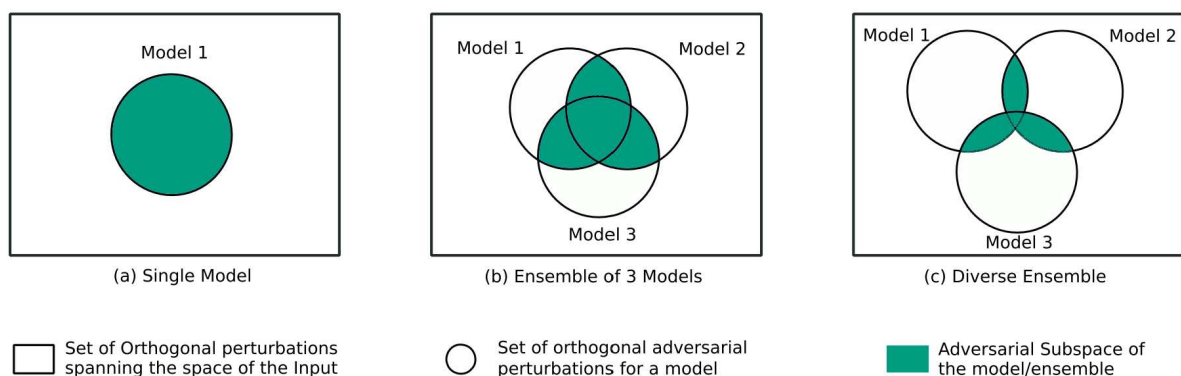 Model 1
(a) Single Model
Model 1
Model 2
Model 3
(b) Ensemble of 3 Models
Model 1
Model 2
Model 3
(c) Diverse Ensemble
Set of Orthogonal perturbations
spanning the space of the Input
Set of orthogonal adversarial
perturbations for a model
Adversarial Subspace of
the model/ensemble